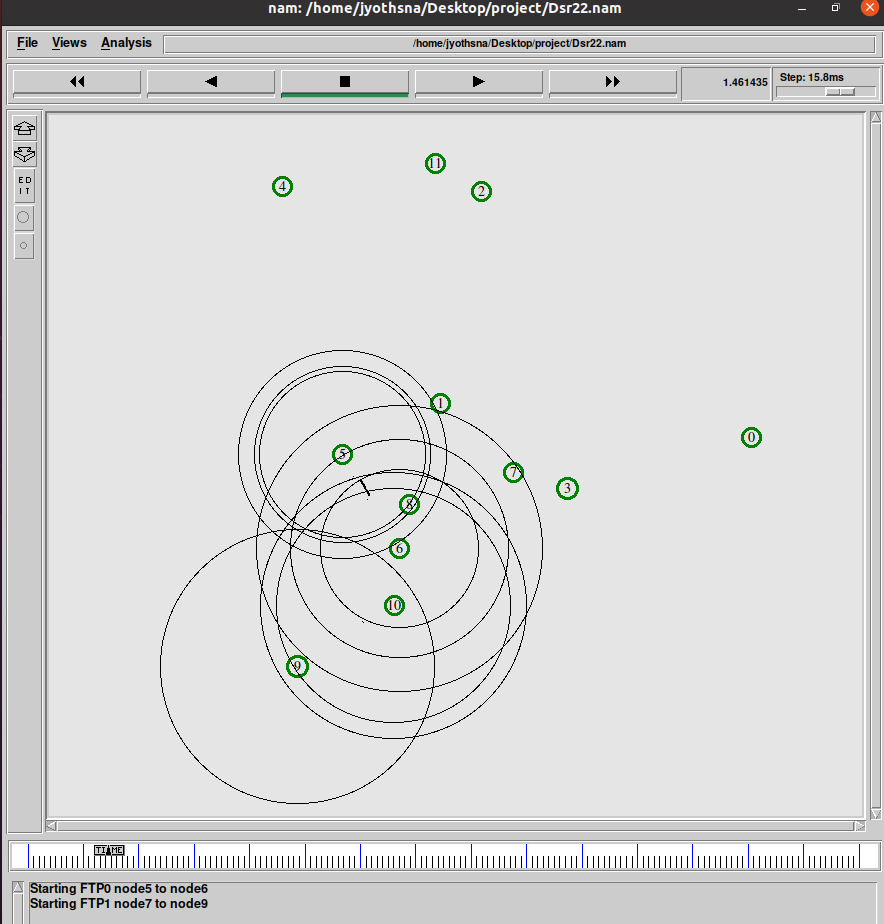 nam: /home/jyothsna/Desktop/project/Dsr22.nam
File Views Analysis /home/jyothsna/Desktop/project/Dsr22.nam
1.461435 Step: 15.8ms
ED
IT
11
4
2
1
0
5
7
3
8
6
10
9
TIME
Starting FTP0 node5 to node6
Starting FTP1 node7 to node9